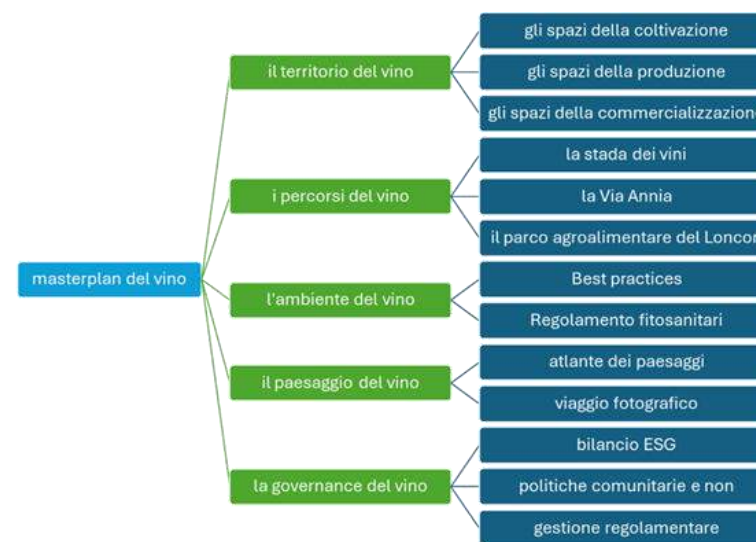 masterplan del vino
il territorio del vino
gli spazi della coltivazione
gli spazi della produzione
gli spazi della commercializzazione
i percorsi del vino
la stada dei vini
la Via Annia
il parco agroalimentare del Loncon
l'ambiente del vino
Best practices
Regolamento fitosanitari
il paesaggio del vino
atlante dei paesaggi
viaggio fotografico
la governance del vino
bilancio ESG
politiche comunitarie e non
gestione regolamentare